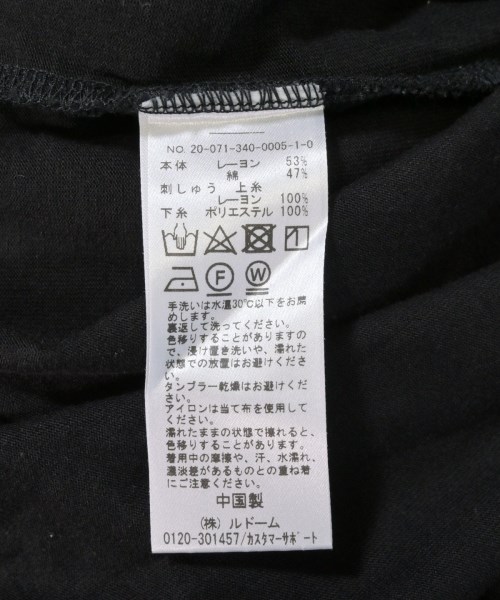 NO. 20-071-340-0005-1-0
本体 レーヨン 53%
綿 47%
刺しゅう 上糸
レーヨン 100%
下糸 ポリエステル 100%
F W
手洗いは水温30℃以下をお薦
めします。
裏返して洗ってください。
色移りすることがありますの
で、浸け置き洗いや、濡れた
状態での放置はお避けくださ
い。
タンブラー乾燥はお避けくだ
さい。
アイロンは当て布を使用して
ください。
濡れたままの状態で擦れると、
色移りすることがあります。
着用中の摩擦や、汗、水濡れ、
濃淡差があるものとの重ね着
にご注意ください。
中国製
(株) ルドーム
0120-301457/カスタマーサポート